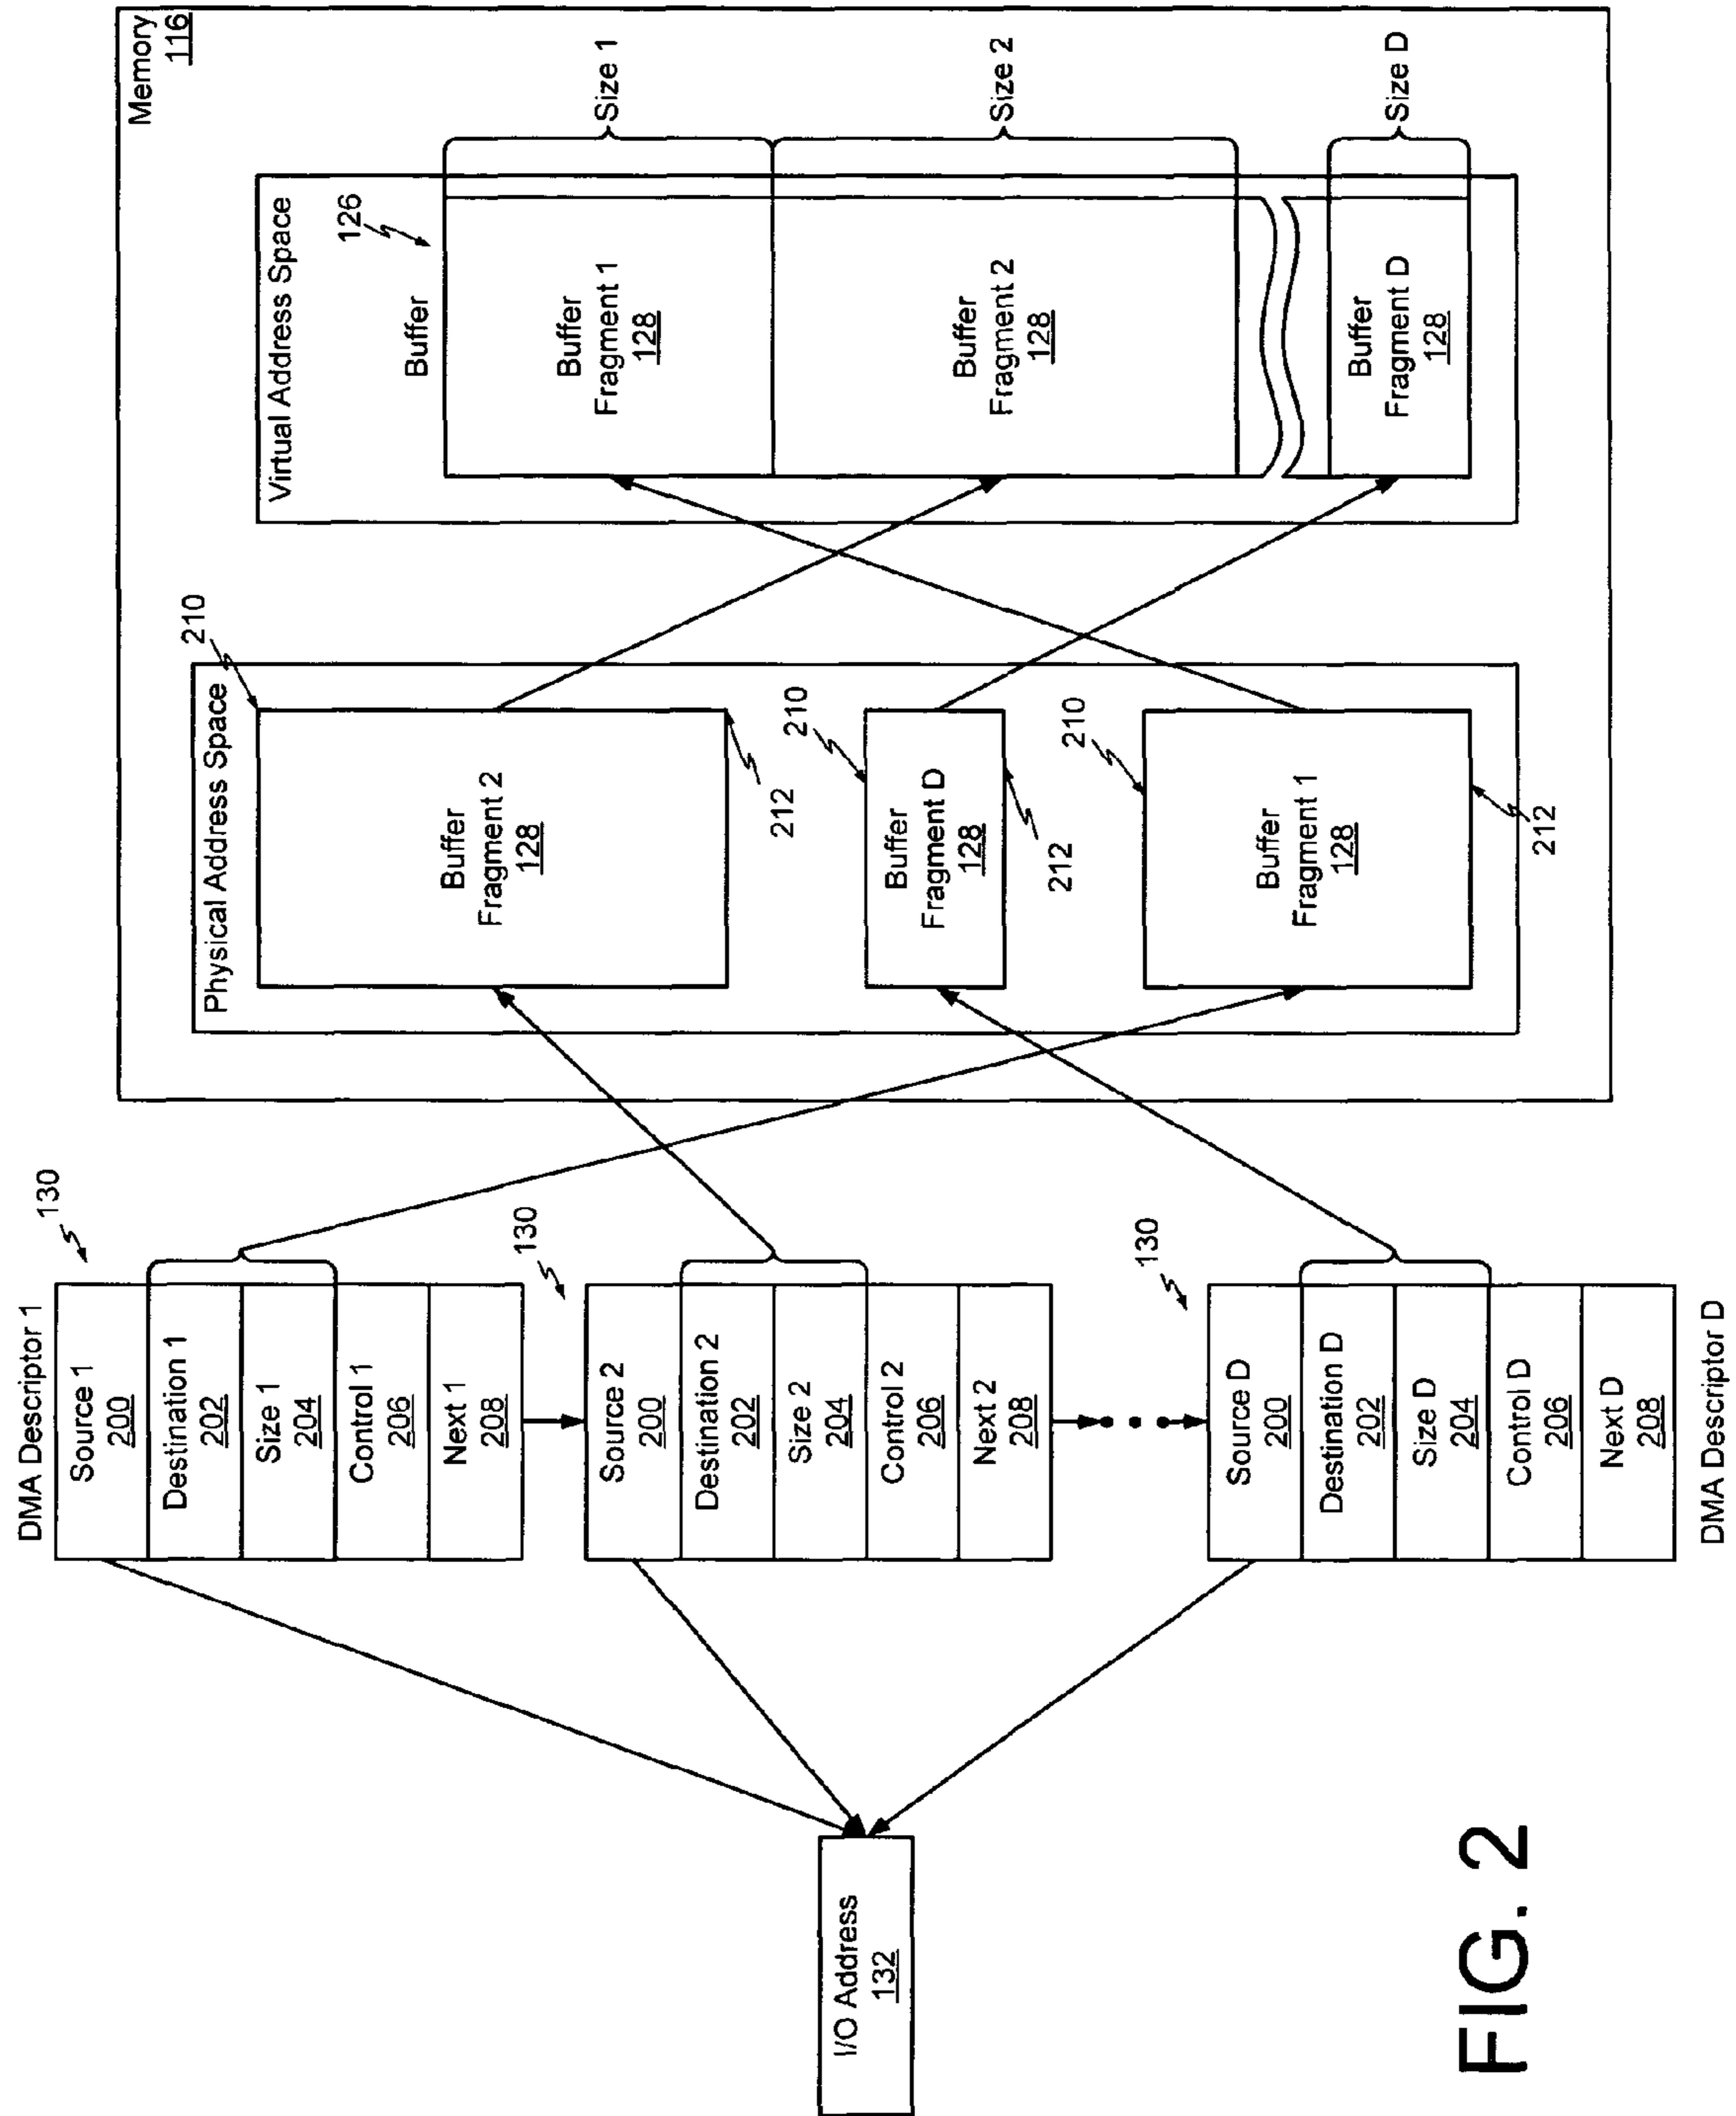 Memory
116
Virtual Address Space
Buffer
126
Buffer
Fragment 1
128
Size 1
Buffer
Fragment 2
128
Size 2
Buffer
Fragment D
128
Size D
Physical Address Space
210
Buffer
Fragment 2
128
212
210
Buffer
Fragment D
128
212
210
Buffer
Fragment 1
128
212
DMA Descriptor 1
130
Source 1
200
Destination 1
202
Size 1
204
Control 1
206
Next 1
208
130
Source 2
200
Destination 2
202
Size 2
204
Control 2
206
Next 2
208
130
Source D
200
Destination D
202
Size D
204
Control D
206
Next D
208
DMA Descriptor D
I/O Address
132
FIG. 2